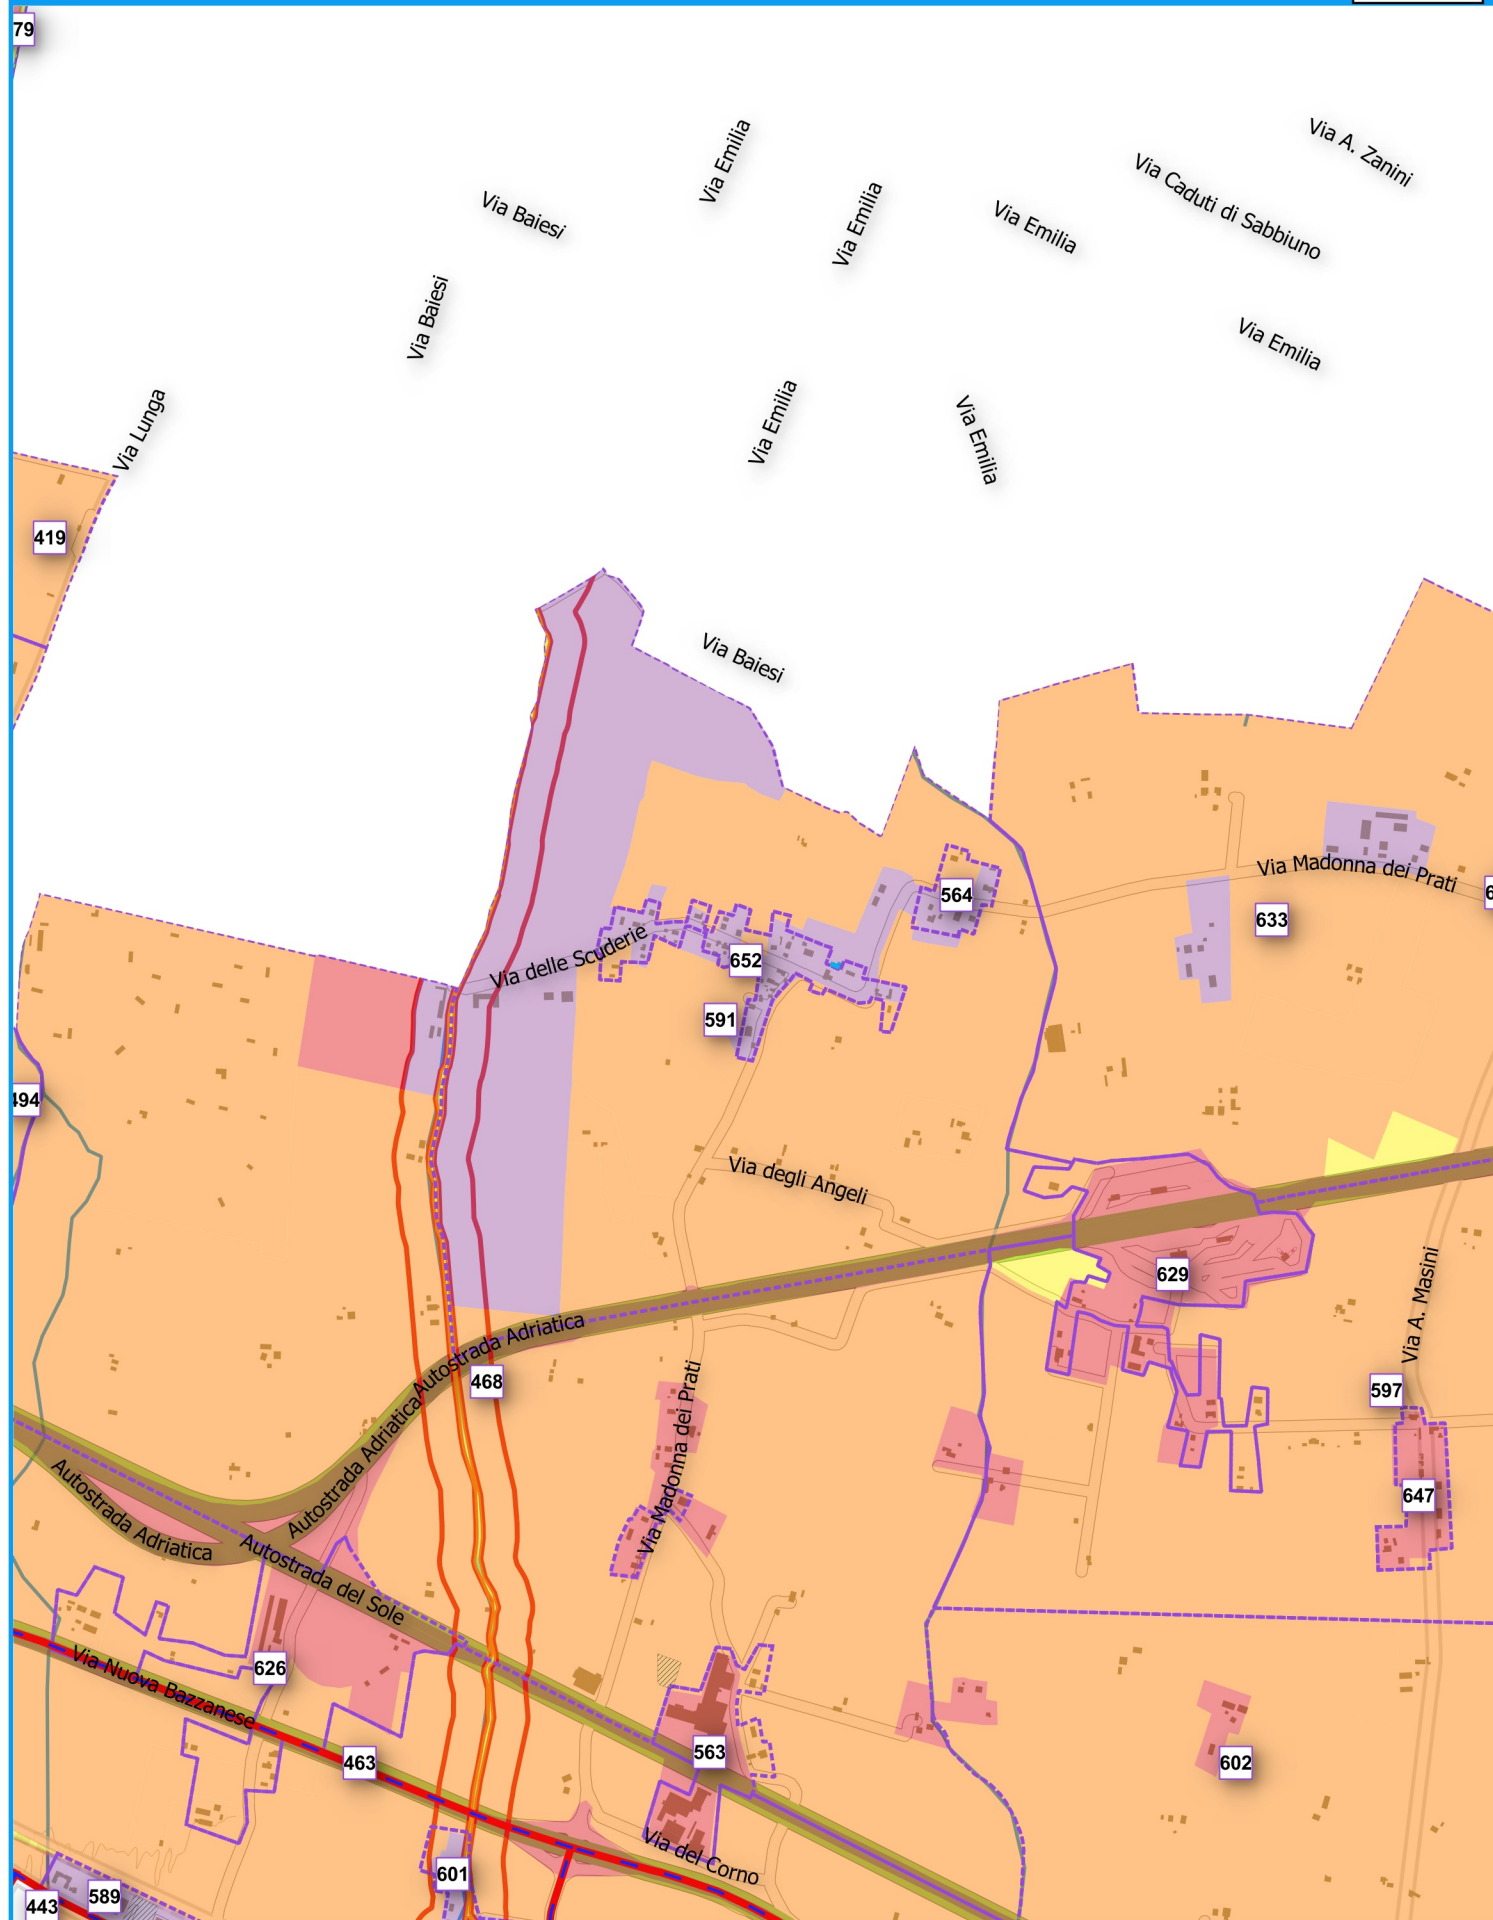 79
Via Emilia
Via A. Zanini
Via Caduti di Sabbiuno
Via Baiesi
Via Emilia
Via Emilia
Via Baiesi
Via Emilia
Via Lunga
Via Emilia
Via Emilia
419
Via Baiesi
Via Madonna dei Prati
564
6
633
Via delle Scuderie
652
591
494
Via degli Angeli
629
Via A. Masini
Autostrada Adriatica
468
597
Autostrada Adriatica
Via Madonna dei Prati
647
Autostrada Adriatica
Autostrada del Sole
626
Via Nuova Bazzanese
463
563
602
Via del Corno
601
589
443